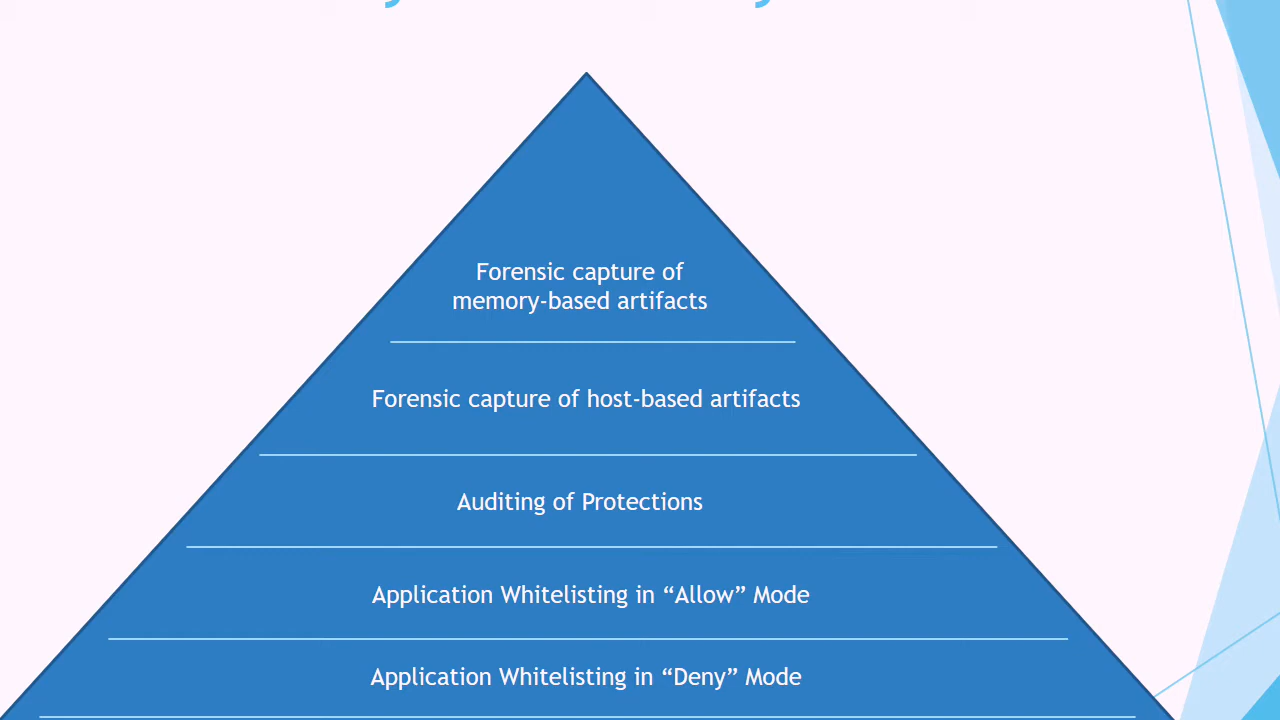 Forensic capture of
memory-based artifacts
Forensic capture of host-based artifacts
Auditing of Protections
Application Whitelisting in “Allow” Mode
Application Whitelisting in “Deny” Mode